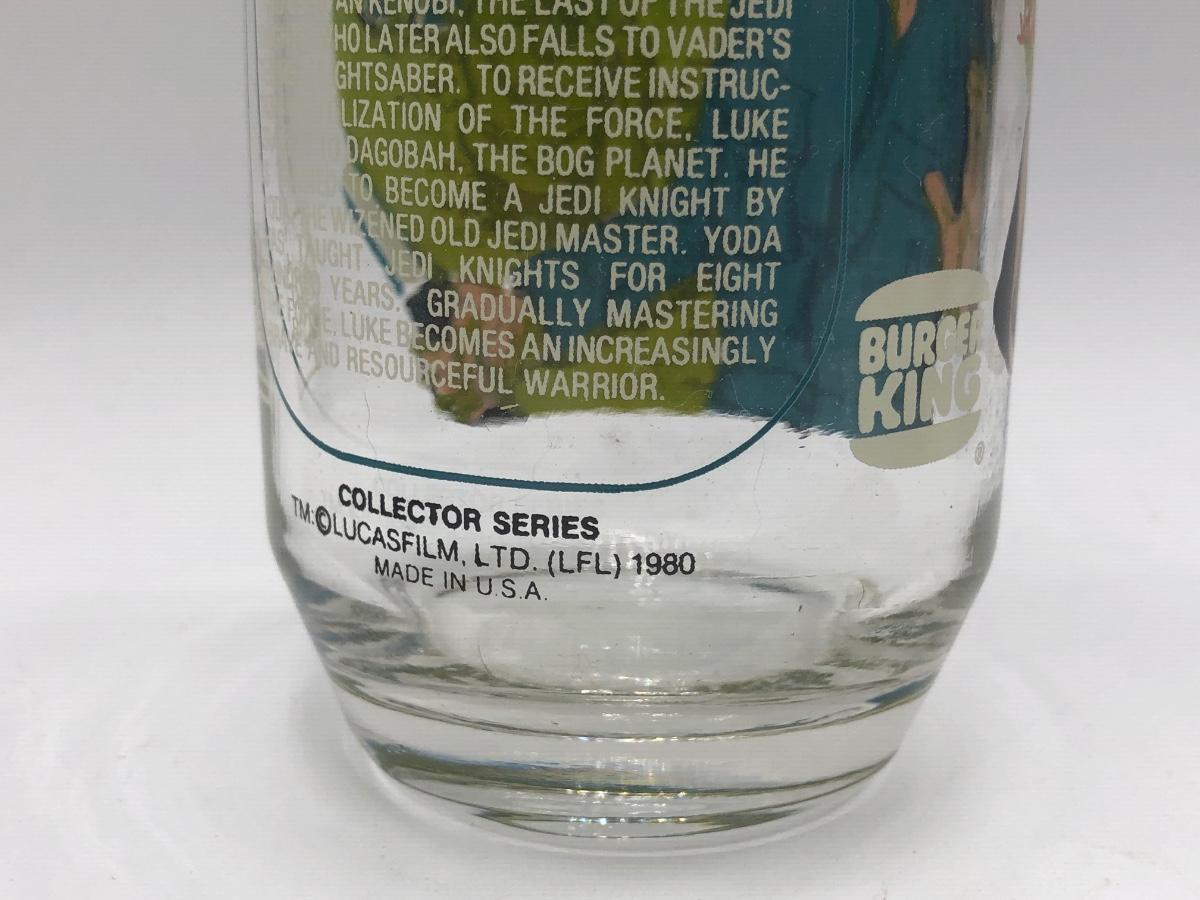 AN KENOBI, THE LAST OF THE JEDI
HO LATER ALSO FALLS TO VADER'S
GHTSABER. TO RECEIVE INSTRUC-
LIZATION OF THE FORCE, LUKE
DAGOBAH, THE BOG PLANET. HE
TO BECOME A JEDI KNIGHT BY
HE WIZENED OLD JEDI MASTER. YODA
TAUGHT JEDI KNIGHTS FOR EIGHT
YEARS. GRADUALLY MASTERING
LUKE BECOMES AN INCREASINGLY
AND RESOURCEFUL WARRIOR.
BURGER
KING
®
COLLECTOR SERIES
TM:©LUCASFILM, LTD. (LFL) 1980
MADE IN U.S.A.